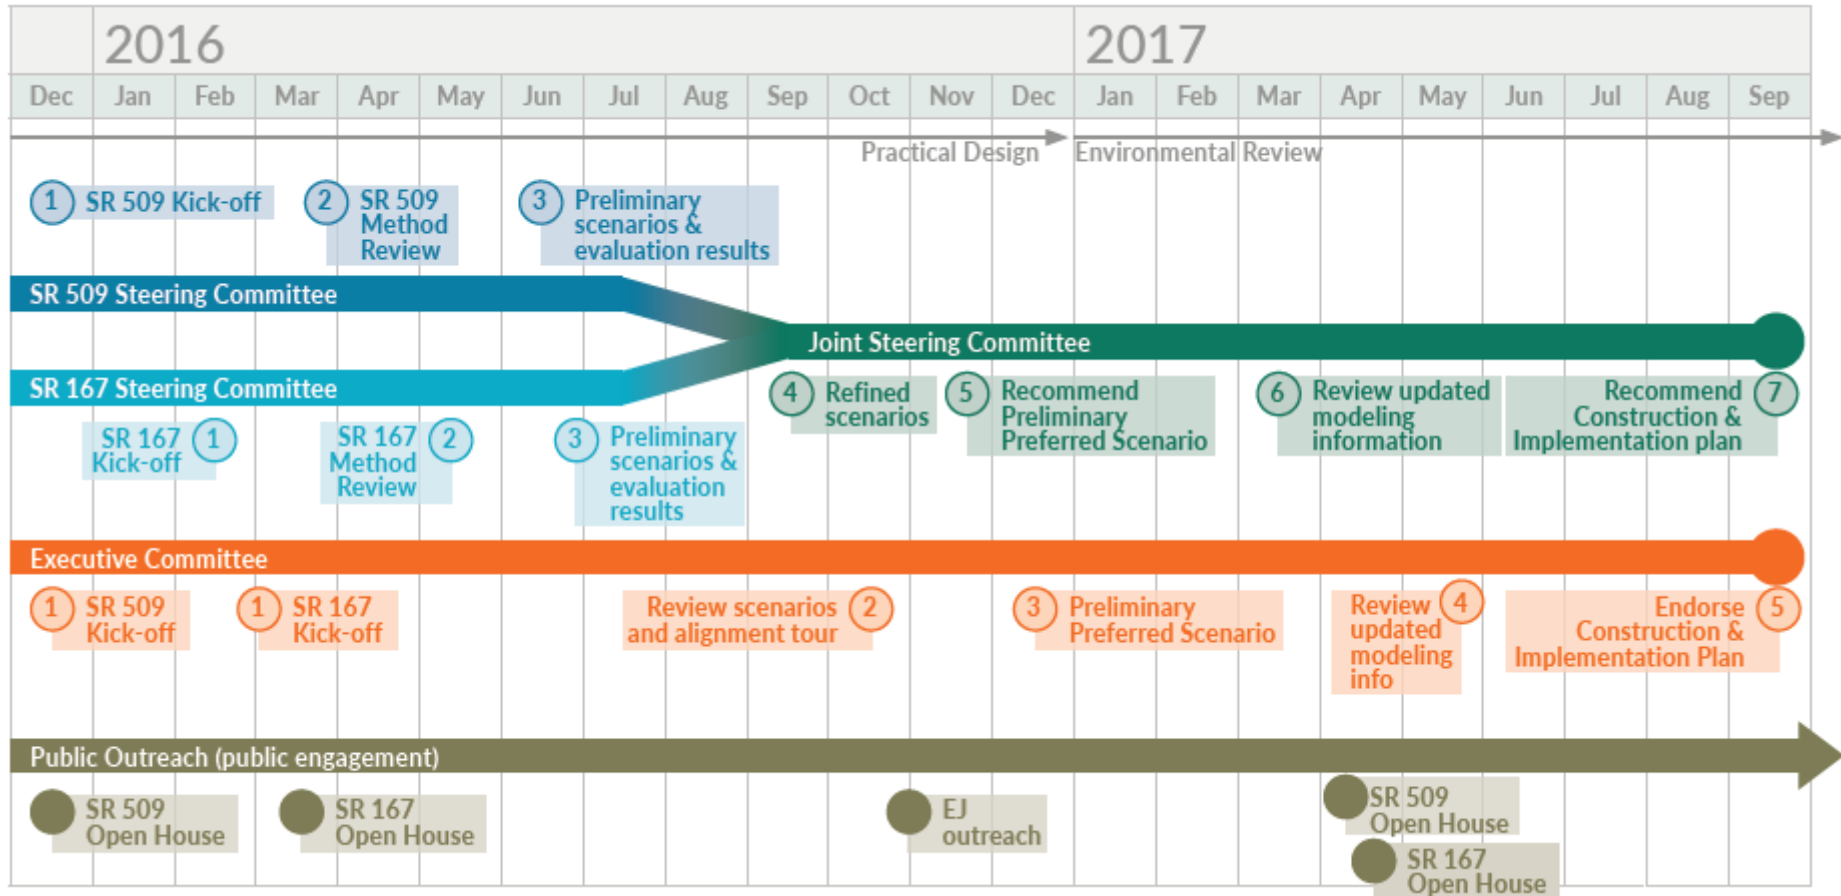 2016
2017
Dec Jan Feb Mar Apr May Jun Jul Aug Sep Oct Nov Dec Jan Feb Mar Apr May Jun Jul Aug Sep
Practical Design
Environmental Review
1 SR 509 Kick-off
2 SR 509
Method
Review
3 Preliminary
scenarios &
evaluation results
SR 509 Steering Committee
Joint Steering Committee
SR 167 Steering Committee
SR 167 1
Kick-off
SR 167 2
Method
Review
3 Preliminary
scenarios &
evaluation
results
4 Refined
scenarios
5 Recommend
Preliminary
Preferred Scenario
6 Review updated
modeling
information
Recommend 7
Construction &
Implementation plan
Executive Committee
1 SR 509
Kick-off
1 SR 167
Kick-off
Review scenarios 2
and alignment tour
3 Preliminary
Preferred Scenario
Review 4
updated
modeling
info
Endorse 5
Construction &
Implementation Plan
Public Outreach (public engagement)
SR 509
Open House
SR 167
Open House
EJ
outreach
SR 509
Open House
SR 167
Open House